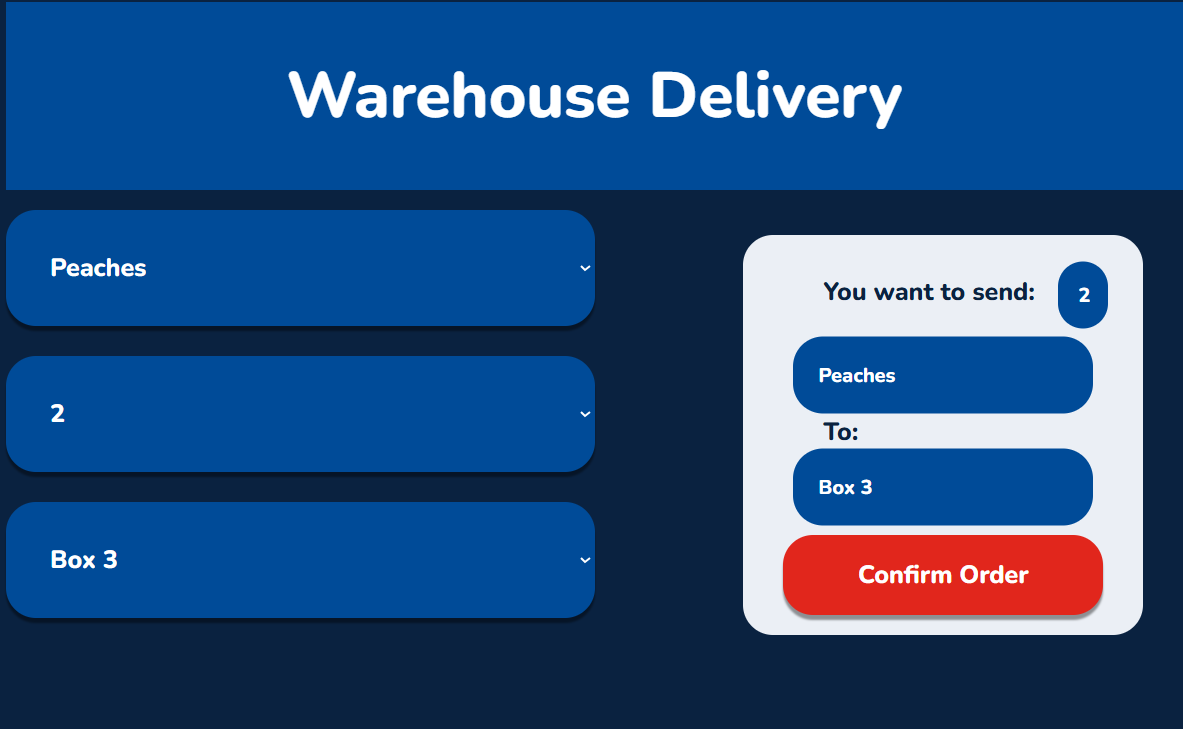 Warehouse Delivery
Peaches
2
Box 3
You want to send: 2
Peaches
To:
Box 3
Confirm Order